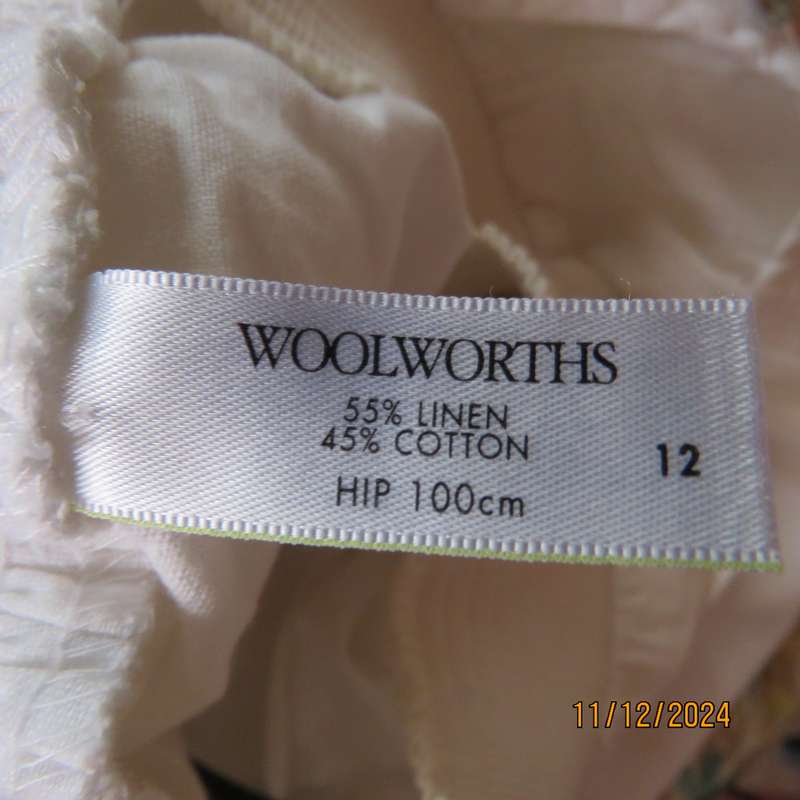 WOOLWORTHS
55% LINEN
45% COTTON
12
HIP 100cm
11/12/2024